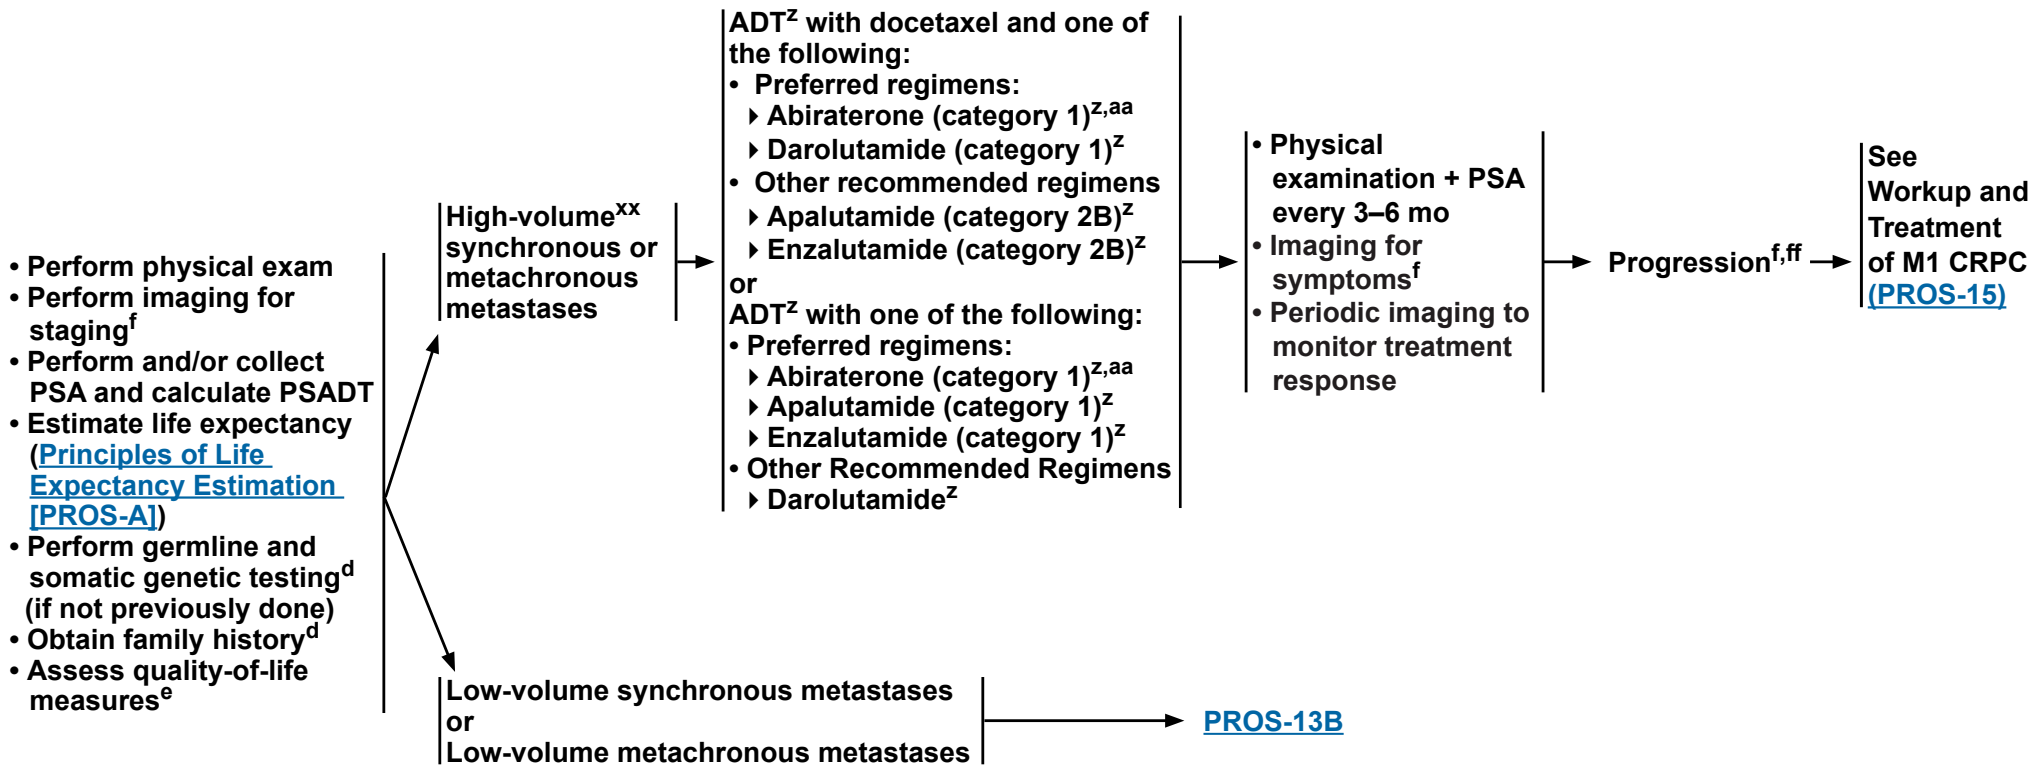 • Perform physical exam
• Perform imaging for
staging^f
• Perform and/or collect
PSA and calculate PSADT
• Estimate life expectancy
(Principles of Life
Expectancy Estimation
[PROS-A])
• Perform germline and
somatic genetic testing^d
(if not previously done)
• Obtain family history^d
• Assess quality-of-life
measures^e
High-volume^xx
synchronous or
metachronous
metastases
ADT^z with docetaxel and one of
the following:
• Preferred regimens:
▸ Abiraterone (category 1)^z,aa
▸ Darolutamide (category 1)^z
• Other recommended regimens
▸ Apalutamide (category 2B)^z
▸ Enzalutamide (category 2B)^z
or
ADT^z with one of the following:
• Preferred regimens:
▸ Abiraterone (category 1)^z,aa
▸ Apalutamide (category 1)^z
▸ Enzalutamide (category 1)^z
• Other Recommended Regimens
▸ Darolutamide^z
• Physical
examination + PSA
every 3–6 mo
• Imaging for
symptoms^f
• Periodic imaging to
monitor treatment
response
Progression^f,ff
See
Workup and
Treatment
of M1 CRPC
(PROS-15)
Low-volume synchronous metastases
or
Low-volume metachronous metastases
PROS-13B